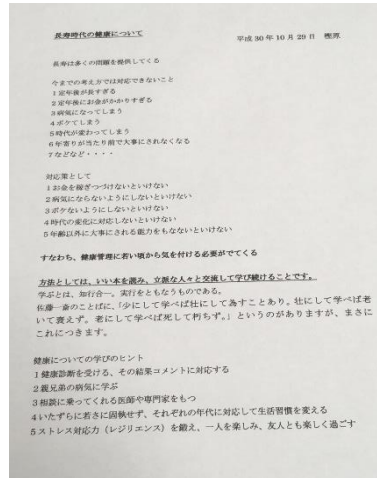 長寿時代の健康について
平成30年10月29日 樫原
長寿は多くの問題を提供してくる
今までの考え方では対応できないこと
1定年後が長すぎる
2定年後にお金がかかりすぎる
3病気になってしまう
4ボケてしまう
5時代が変わってしまう
6年寄りが当たり前で大事にされなくなる
7などなど・・・・
対応策として
1お金を稼ぎつづけないといけない
2病気にならないようにしないといけない
3ボケないようにしないといけない
4時代の変化に対応しないといけない
5年齢以外に大事にされる能力をもなないといけない
すなわち、健康管理に若い頃から気を付ける必要がでてくる
方法としては、いい本を読み、立派な人々と交流して学び続けることです。
学ぶとは、知行合一。実行をともなうものである。
佐藤一斎のことばに、「少にして学べば壮にして為すことあり。壮にして学べば老
いて衰えず。老にして学べば死して朽ちず。」というのがありますが、まさに
これにつきます。
健康についての学びのヒント
1健康診断を受ける、その結果コメントに対応する
2親兄弟の病気に学ぶ
3相談に乗ってくれる医師や専門家をもつ
4いたずらに若さに固執せず、それぞれの年代に対応して生活習慣を変える
5ストレス対応力（レジリエンス）を鍛え、一人を楽しみ、友人とも楽しく過ごす